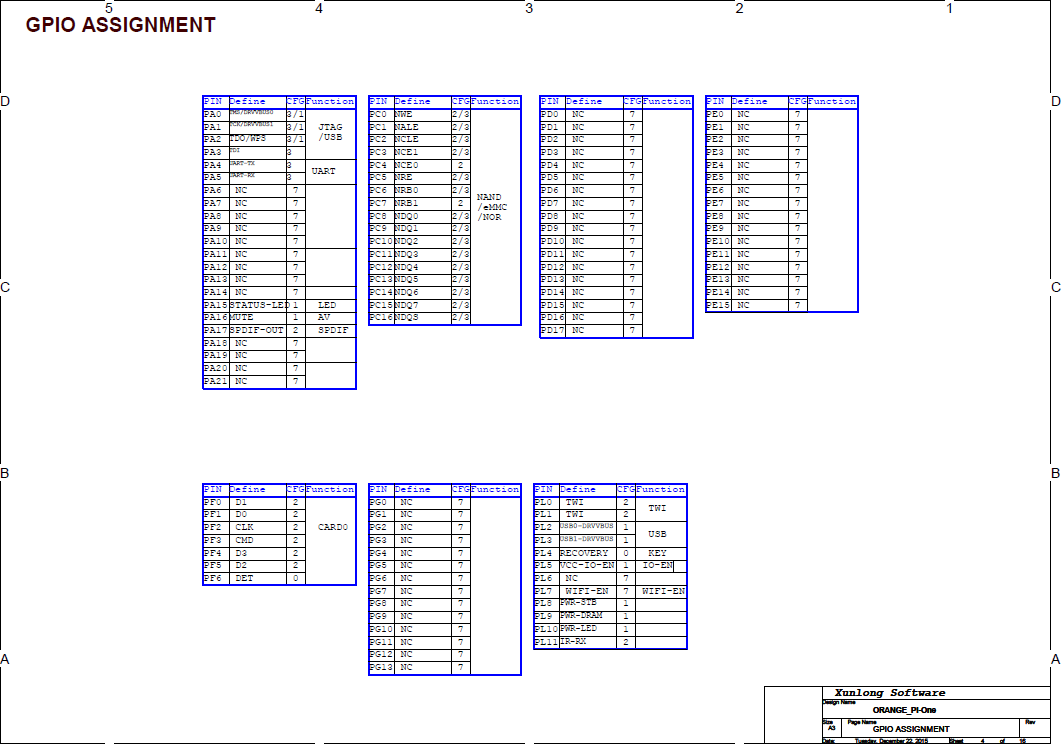 5 4 3 2 1
GPIO ASSIGNMENT
D D
PIN Define CFG Function
PA0 TMS/DRVVBUS0 3/1
PA1 TCK/DRVVBUS1 3/1 JTAG
PA2 TDO/WPS 3/1 /USB
PA3 TDI 3
PA4 UART-TX 3
PA5 UART-RX 3 UART
PA6 NC 7
PA7 NC 7
PA8 NC 7
PA9 NC 7
PA10 NC 7
PA11 NC 7
PA12 NC 7
PA13 NC 7
PA14 NC 7
PA15 STATUS-LED 1 LED
PA16 MUTE 1 AV
PA17 SPDIF-OUT 2 SPDIF
PA18 NC 7
PA19 NC 7
PA20 NC 7
PA21 NC 7
PIN Define CFG Function
PC0 NWE 2/3
PC1 NALE 2/3
PC2 NCLE 2/3
PC3 NCE1 2/3
PC4 NCE0 2
PC5 NRE 2/3
PC6 NRB0 2/3
PC7 NRB1 2
PC8 NDQ0 2/3
PC9 NDQ1 2/3
PC10 NDQ2 2/3
PC11 NDQ3 2/3
PC12 NDQ4 2/3
PC13 NDQ5 2/3
PC14 NDQ6 2/3
PC15 NDQ7 2/3
PC16 NDQS 2/3
NAND
/eMMC
/NOR
PIN Define CFG Function
PD0 NC 7
PD1 NC 7
PD2 NC 7
PD3 NC 7
PD4 NC 7
PD5 NC 7
PD6 NC 7
PD7 NC 7
PD8 NC 7
PD9 NC 7
PD10 NC 7
PD11 NC 7
PD12 NC 7
PD13 NC 7
PD14 NC 7
PD15 NC 7
PD16 NC 7
PD17 NC 7
PIN Define CFG Function
PE0 NC 7
PE1 NC 7
PE2 NC 7
PE3 NC 7
PE4 NC 7
PE5 NC 7
PE6 NC 7
PE7 NC 7
PE8 NC 7
PE9 NC 7
PE10 NC 7
PE11 NC 7
PE12 NC 7
PE13 NC 7
PE14 NC 7
PE15 NC 7
C C
B B
PIN Define CFG Function
PF0 D1 2
PF1 D0 2
PF2 CLK 2 CARD0
PF3 CMD 2
PF4 D3 2
PF5 D2 2
PF6 DET 0
PIN Define CFG Function
PG0 NC 7
PG1 NC 7
PG2 NC 7
PG3 NC 7
PG4 NC 7
PG5 NC 7
PG6 NC 7
PG7 NC 7
PG8 NC 7
PG9 NC 7
PG10 NC 7
PG11 NC 7
PG12 NC 7
PG13 NC 7
PIN Define CFG Function
PL0 TWI 2 TWI
PL1 TWI 2
PL2 USB0-DRVVBUS 1 USB
PL3 USB1-DRVVBUS 1
PL4 RECOVERY 0 KEY
PL5 VCC-IO-EN 1 IO-EN
PL6 NC 7
PL7 WIFI-EN 7 WIFI-EN
PL8 PWR-STB 1
PL9 PWR-DRAM 1
PL10 PWR-LED 1
PL11 IR-RX 2
A A
Xunlong Software
Design Name
ORANGE_PI-One
Size Page Name Rev
A3 GPIO ASSIGNMENT
Date: Tuesday, December 22, 2015 Sheet 4 of 16